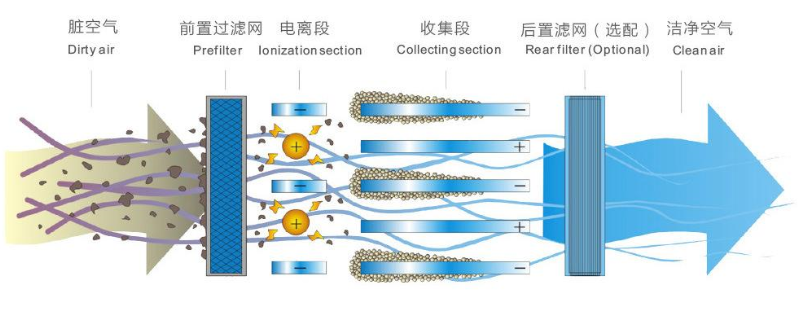 脏空气
Dirty air
前置过滤网
Prefilter
电离段
Ionization section
收集段
Collecting section
后置滤网（选配）
Rear filter (Optional)
洁净空气
Clean air
−
+
−
+
−
−
+
−
+
−